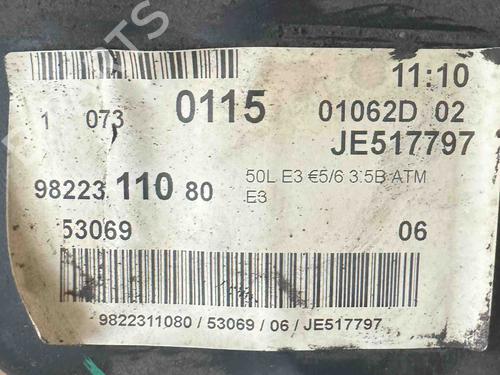 11:10
1 073 0115 01062D 02
JE517797
98223 110 80 50L E3 €5/6 3.5B ATM
E3
53069 06
9822311080 / 53069 / 06 / JE517797